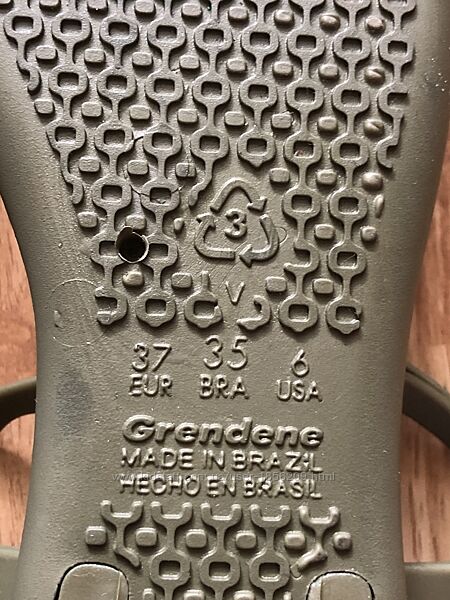 3
V
37 35 6
EUR BRA USA
Grendene
MADE IN BRAZIL
HECHO EN BRASIL